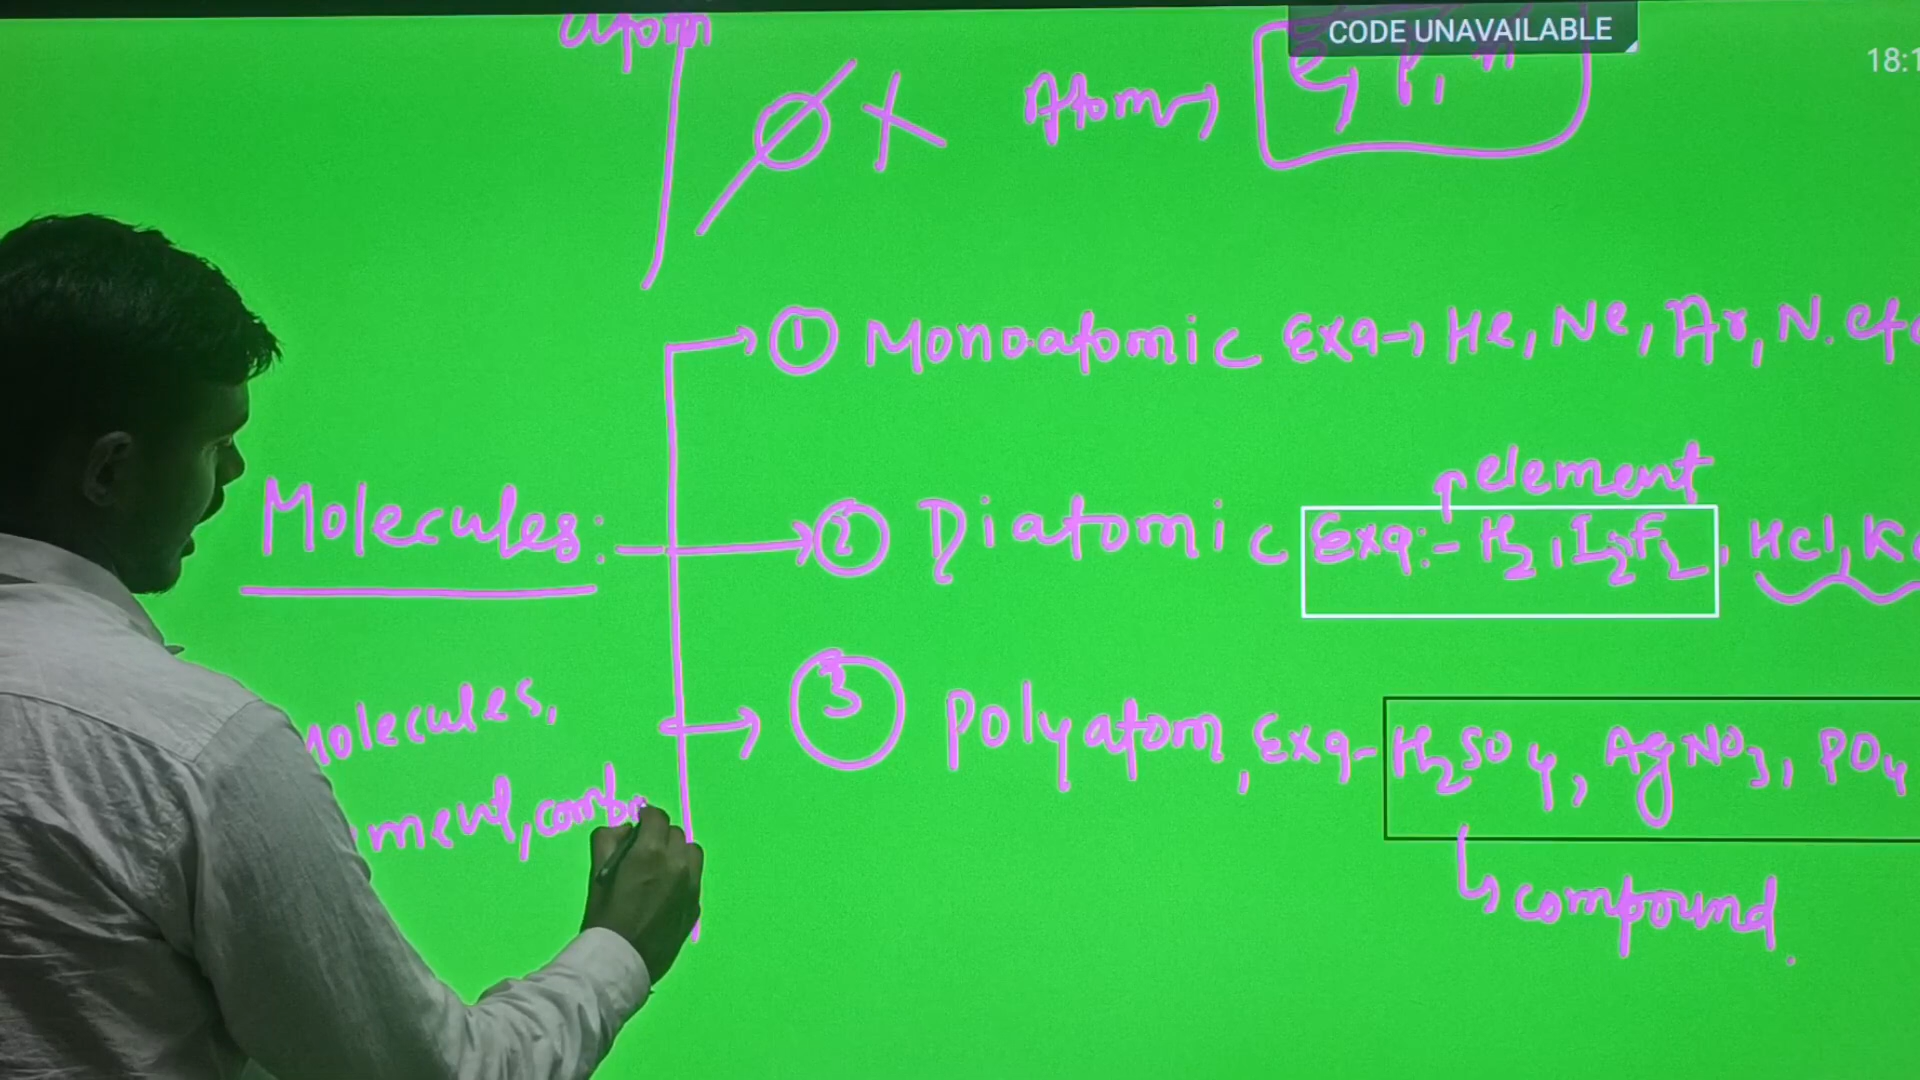 atom
CODE UNAVAILABLE
18:1
X Atom→ e, p, n
① Monoatomic Exa→ He, Ne, Ar, N. etc
↑element
Molecules:→② Diatomic Exa:- H₂, I₂, F₂, HCl, K
→③ Polyatom, Exa- H₂SO₄, AgNO₃, PO₄
molecules,
ment, comb
↳ compound.